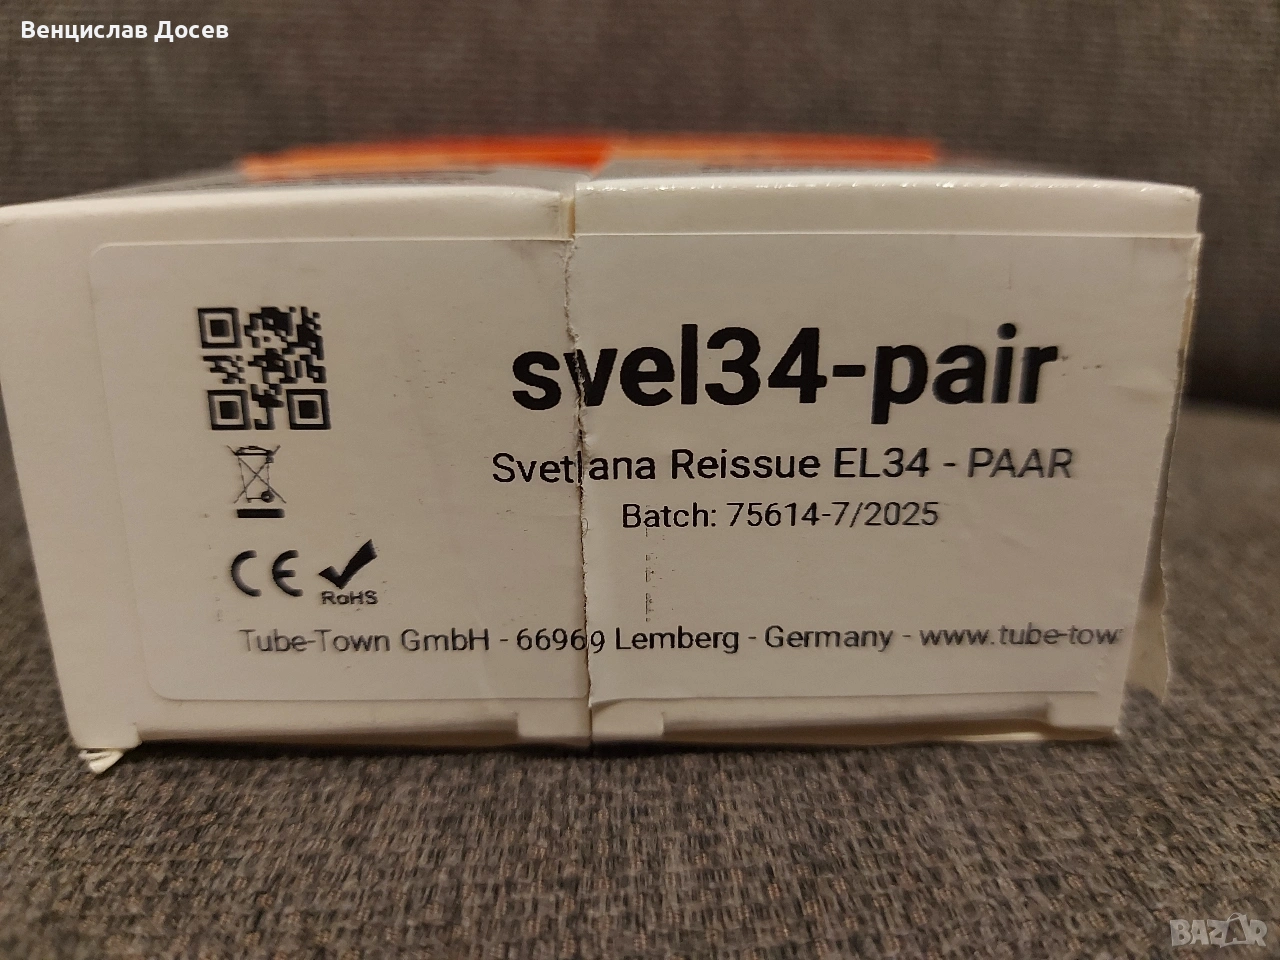 Венцислав Досев
svel34-pair
Svetlana Reissue EL34 - PAAR
Batch: 75614-7/2025
CE
RoHS
Tube-Town GmbH - 66969 Lemberg - Germany - www.tube-tow
BAZAR